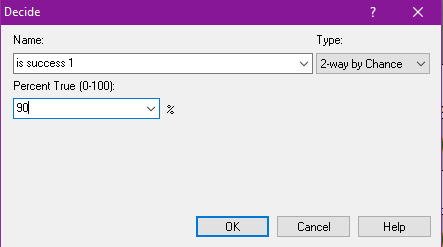 Decide
? ×
Name:
Type:
is success 1
2-way by Chance
Percent True (0-100):
90
%
OK
Cancel
Help